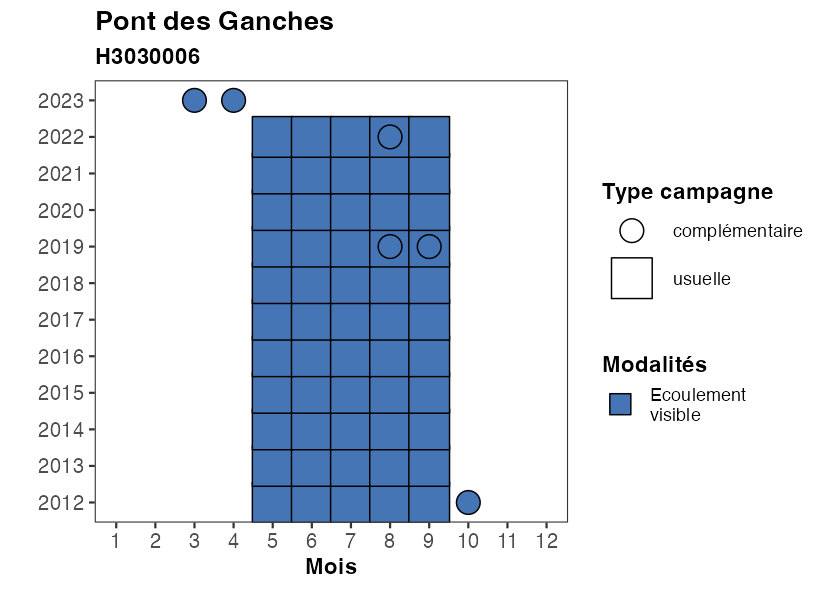 Pont des Ganches
H3030006
2023
2022
2021
2020
2019
2018
2017
2016
2015
2014
2013
2012
1 2 3 4 5 6 7 8 9 10 11 12
Mois
Type campagne
complémentaire
usuelle
Modalités
Ecoulement
visible